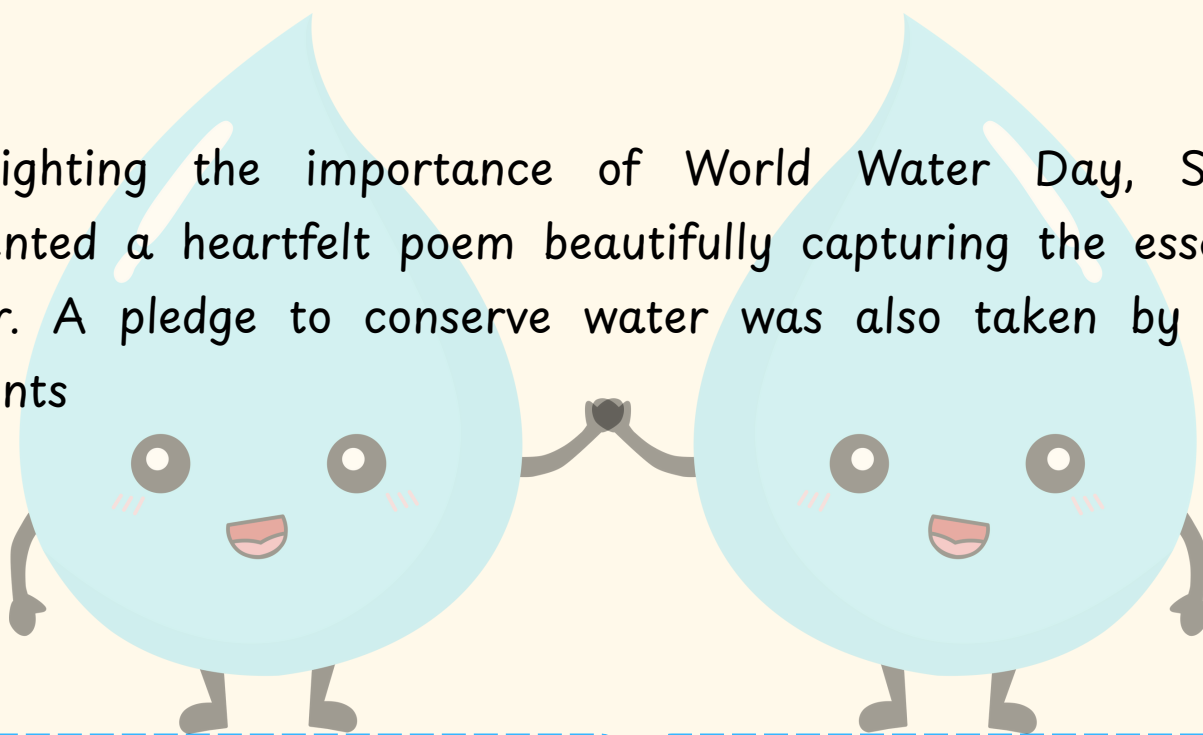 ighting the importance of World Water Day, S
nted a heartfelt poem beautifully capturing the ess
r. A pledge to conserve water was also taken by
nts